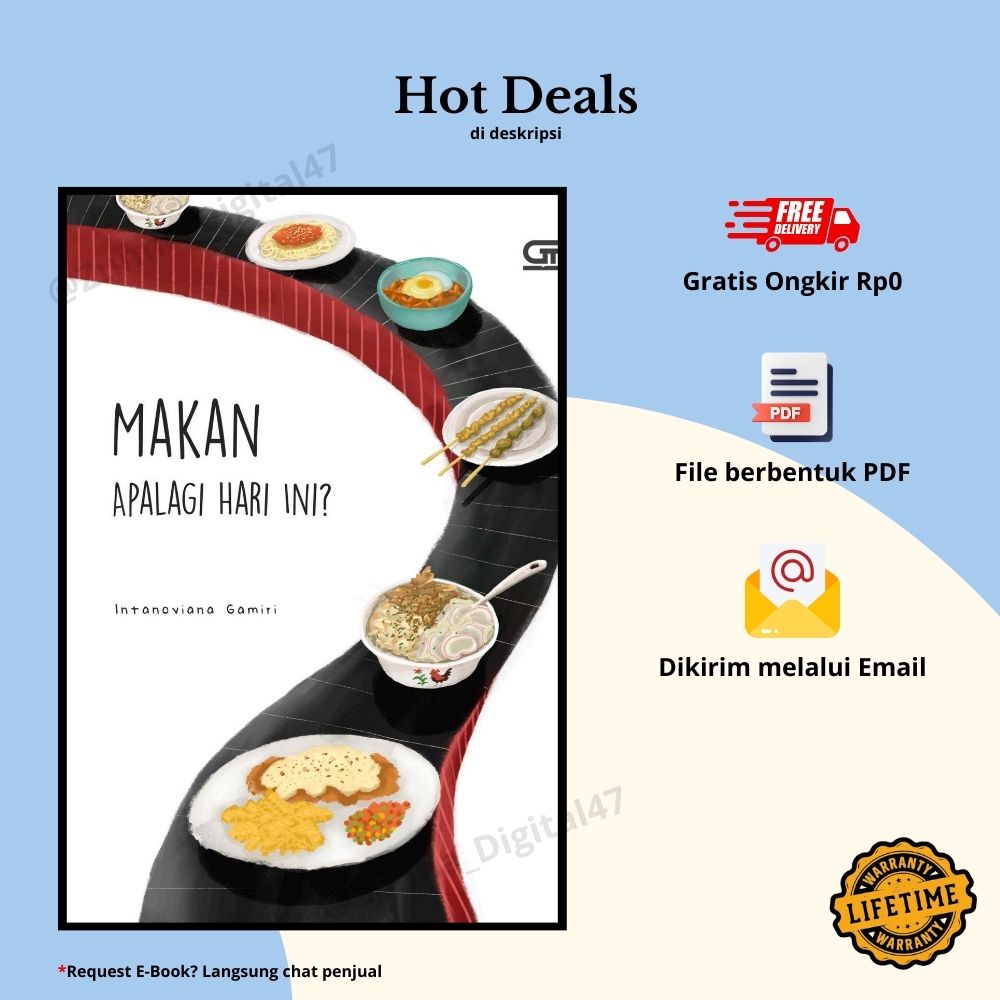 Hot Deals
di deskripsi
MAKAN
APALAGI HARI INI?
Intanoviana Gamiri
FREE
DELIVERY
Gratis Ongkir Rp0
PDF
File berbentuk PDF
@
Dikirim melalui Email
WARRANTY
LIFETIME
WARRANTY
_Digital47
*Request E-Book? Langsung chat penjual